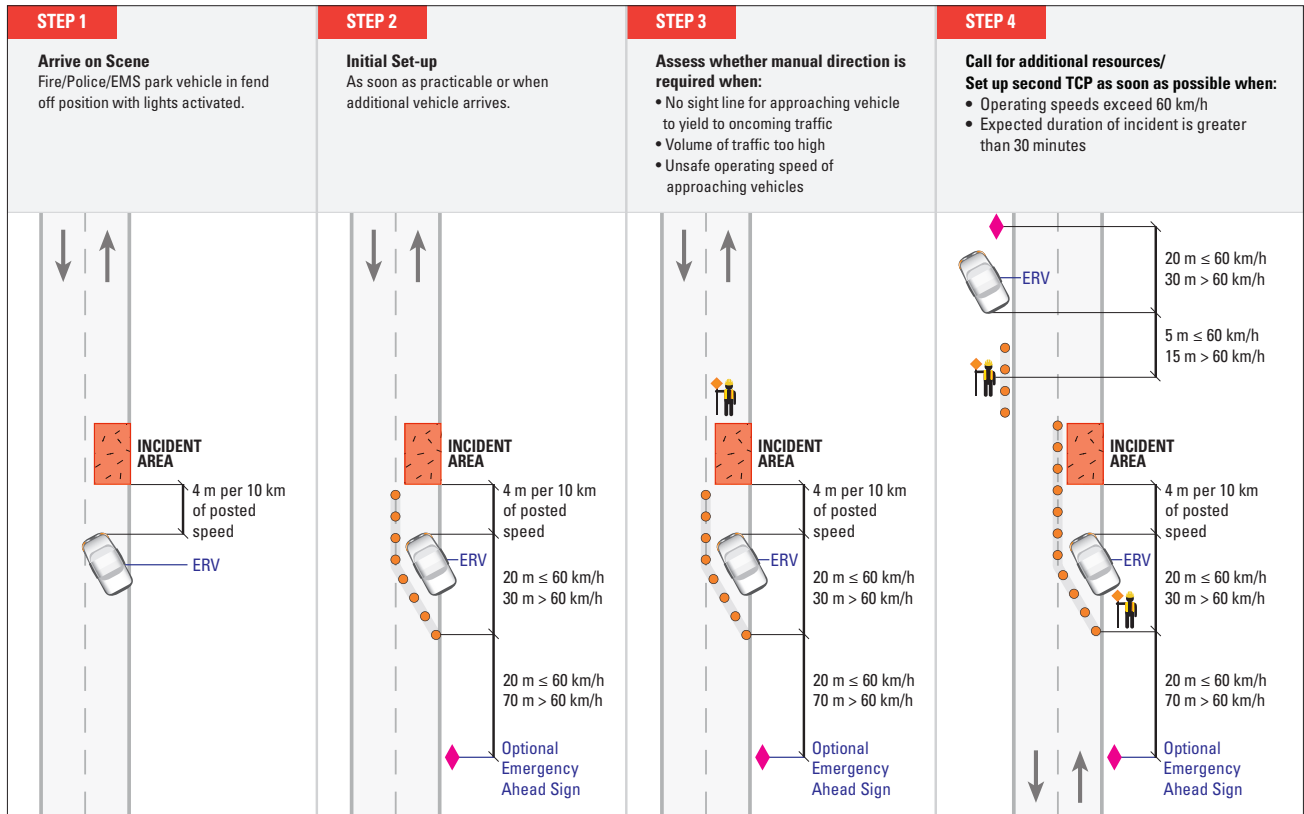 STEP 1
Arrive on Scene
Fire/Police/EMS park vehicle in fend
off position with lights activated.
INCIDENT
AREA
4 m per 10 km
of posted
speed
ERV
STEP 2
Initial Set-up
As soon as practicable or when
additional vehicle arrives.
INCIDENT
AREA
4 m per 10 km
of posted
speed
ERV
20 m ≤ 60 km/h
30 m > 60 km/h
20 m ≤ 60 km/h
70 m > 60 km/h
Optional
Emergency
Ahead Sign
STEP 3
Assess whether manual direction is
required when:
• No sight line for approaching vehicle
to yield to oncoming traffic
• Volume of traffic too high
• Unsafe operating speed of
approaching vehicles
INCIDENT
AREA
4 m per 10 km
of posted
speed
ERV
20 m ≤ 60 km/h
30 m > 60 km/h
20 m ≤ 60 km/h
70 m > 60 km/h
Optional
Emergency
Ahead Sign
STEP 4
Call for additional resources/
Set up second TCP as soon as possible when:
• Operating speeds exceed 60 km/h
• Expected duration of incident is greater
than 30 minutes
20 m ≤ 60 km/h
30 m > 60 km/h
ERV
5 m ≤ 60 km/h
15 m > 60 km/h
INCIDENT
AREA
4 m per 10 km
of posted
speed
ERV
20 m ≤ 60 km/h
30 m > 60 km/h
20 m ≤ 60 km/h
70 m > 60 km/h
Optional
Emergency
Ahead Sign